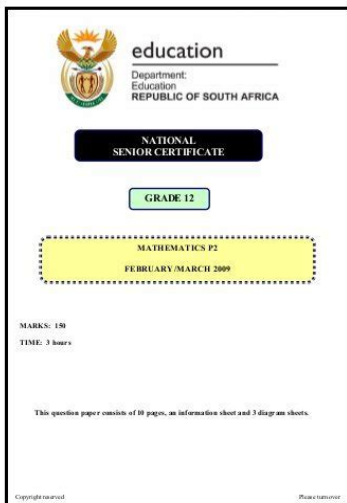 education
Department:
Education
REPUBLIC OF SOUTH AFRICA
NATIONAL
SENIOR CERTIFICATE
GRADE 12
MATHEMATICS P2
FEBRUARY/MARCH 2009
MARKS: 150
TIME: 3 hours
This question paper consists of 10 pages, an information sheet and 3 diagram sheets.
Copyright reserved Please turn over